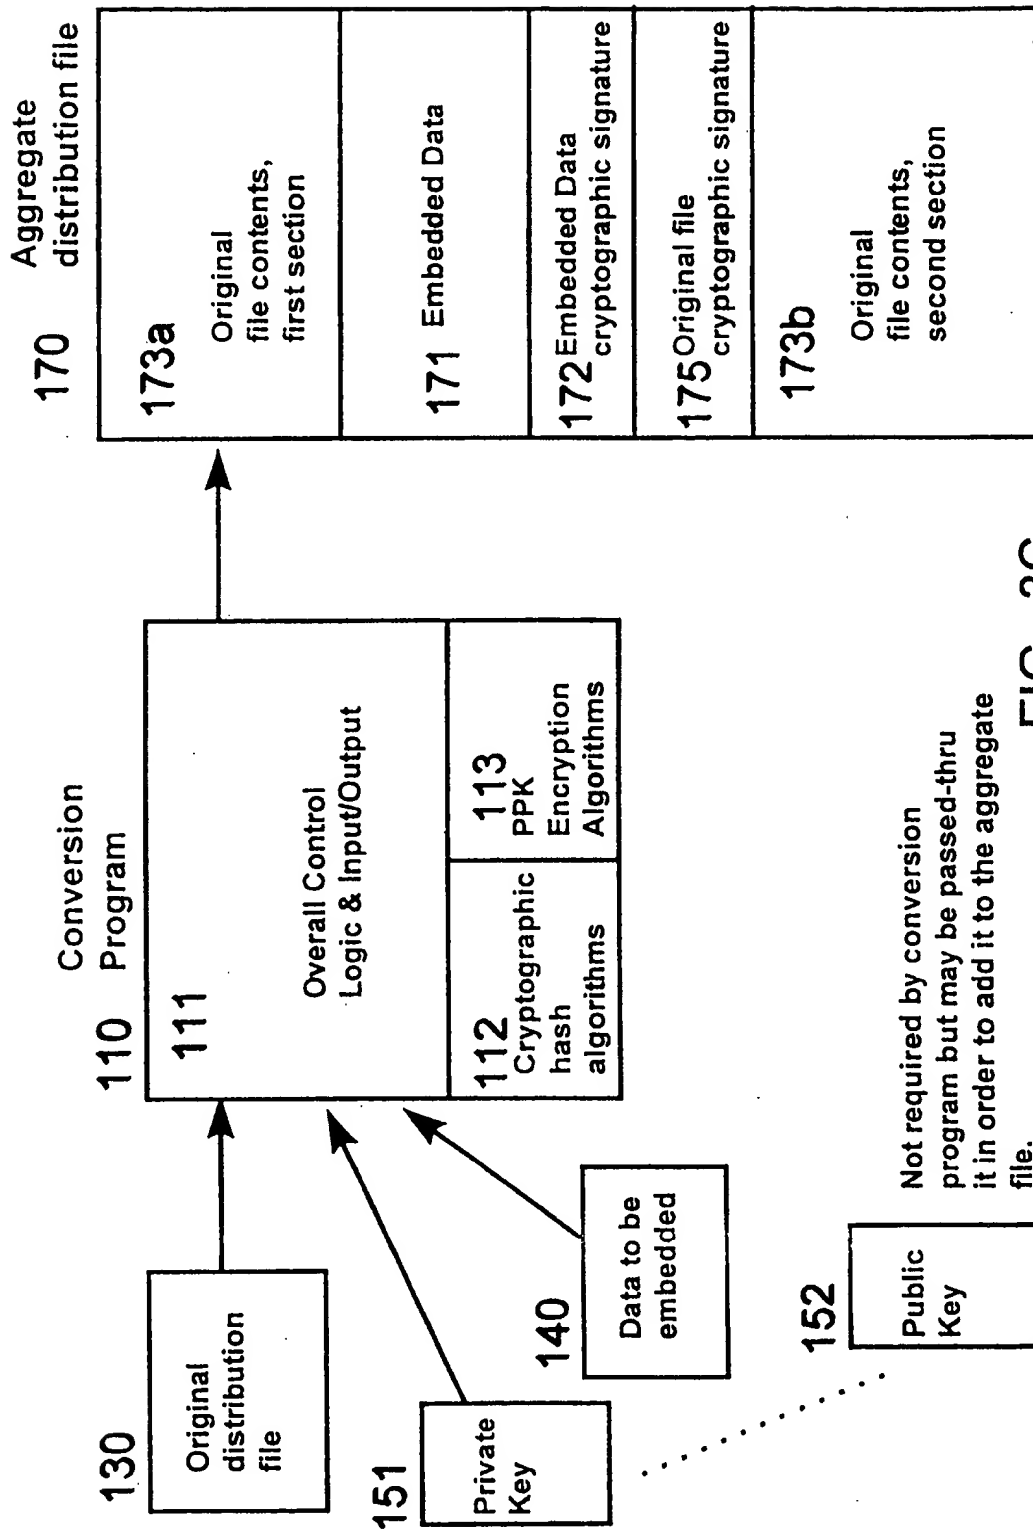 130
Original
distribution
file
151
Private
Key
140
Data to be
embedded
152
Public
Key
Not required by conversion
program but may be passed-thru
it in order to add it to the aggregate
file.
Conversion
110 Program
111
Overall Control
Logic & Input/Output
112
Cryptographic
hash
algorithms
113
PPK
Encryption
Algorithms
170
Aggregate
distribution file
173a
Original
file contents,
first section
171 Embedded Data
172 Embedded Data
cryptographic signature
175 Original file
cryptographic signature
173b
Original
file contents,
second section
FIG.